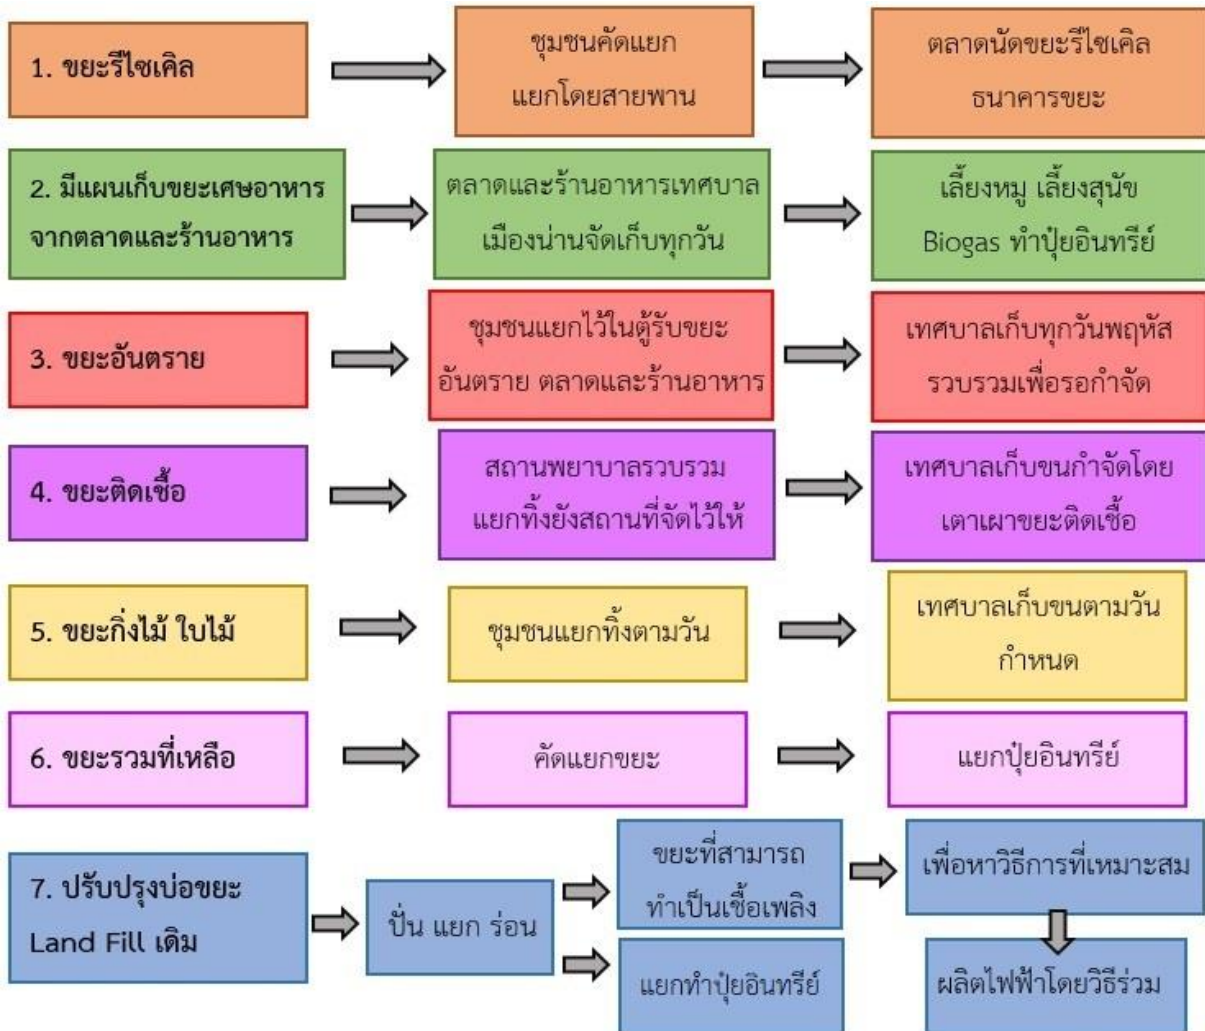 1. ขยะรีไซเคิล
ชุมชนคัดแยก
แยกโดยสายพาน
ตลาดนัดขยะรีไซเคิล
ธนาคารขยะ
2. มีแผนเก็บขยะเศษอาหาร
จากตลาดและร้านอาหาร
ตลาดและร้านอาหารเทศบาล
เมืองน่านจัดเก็บทุกวัน
เลี้ยงหมู เลี้ยงสุนัข
Biogas ทำปุ๋ยอินทรีย์
3. ขยะอันตราย
ชุมชนแยกไว้ในตู้รับขยะ
อันตราย ตลาดและร้านอาหาร
เทศบาลเก็บทุกวันพฤหัส
รวบรวมเพื่อรอกำจัด
4. ขยะติดเชื้อ
สถานพยาบาลรวบรวม
แยกทิ้งยังสถานที่จัดไว้ให้
เทศบาลเก็บขนกำจัดโดย
เตาเผาขยะติดเชื้อ
5. ขยะกิ่งไม้ ใบไม้
ชุมชนแยกทิ้งตามวัน
เทศบาลเก็บขนตามวัน
กำหนด
6. ขยะรวมที่เหลือ
คัดแยกขยะ
แยกปุ๋ยอินทรีย์
7. ปรับปรุงบ่อขยะ
Land Fill เดิม
ปั่น แยก ร่อน
ขยะที่สามารถ
ทำเป็นเชื้อเพลิง
แยกทำปุ๋ยอินทรีย์
เพื่อหาวิธีการที่เหมาะสม
ผลิตไฟฟ้าโดยวิธีร่วม